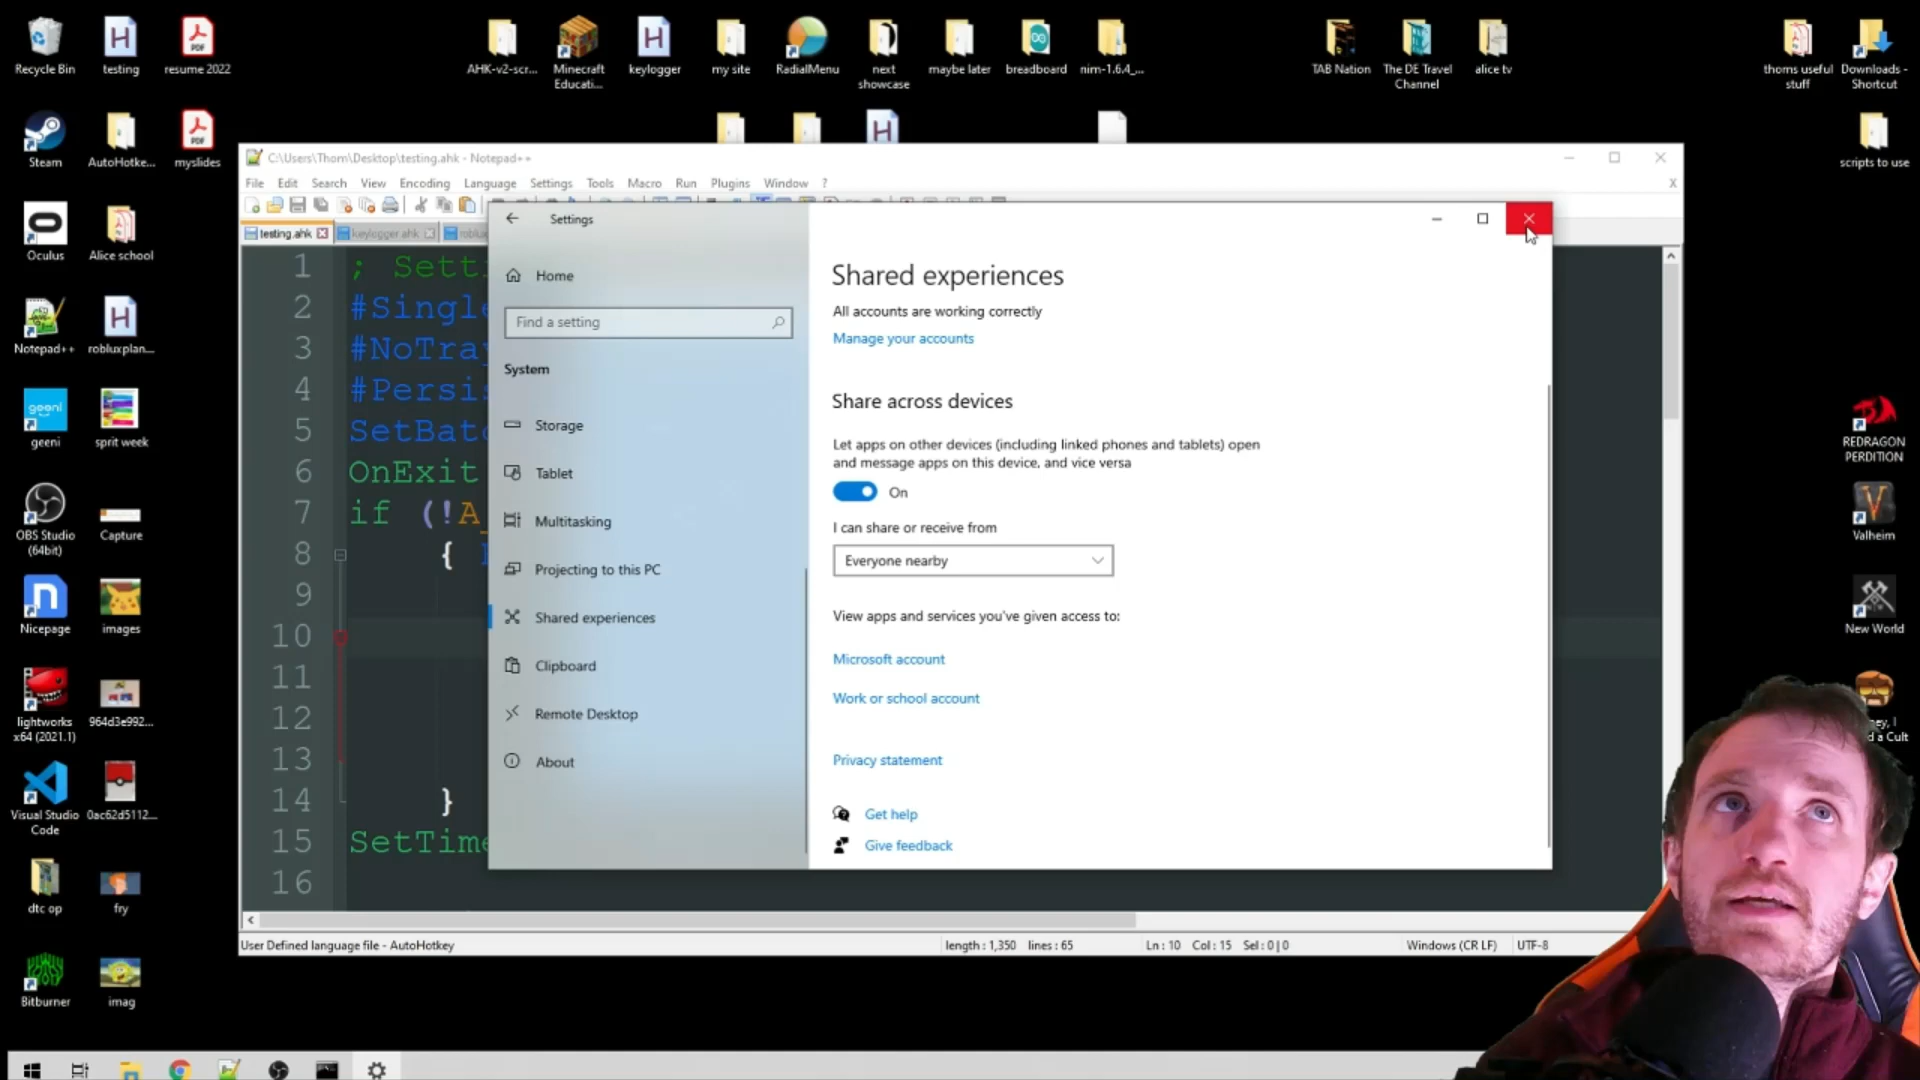 Recycle Bin
testing
resume 2022
AHK-v2-scr...
Minecraft Educati...
keylogger
my site
RadialMenu
next showcase
maybe later
breadboard
nim-1.6.4_...
TAB Nation
The DE Travel Channel
alice tv
thoms useful stuff
Downloads - Shortcut
Steam
AutoHotke...
myslides
scripts to use
Oculus
Alice school
Notepad++
robluxplan...
geeni
geeni
sprit week
OBS Studio (64bit)
Capture
Nicepage
images
lightworks x64 (2021.1)
964d3e992...
Visual Studio Code
0ac62d5112...
dtc op
fry
Bitburner
imag
REDRAGON PERDITION
Valheim
New World
d a Cult
C:\Users\Thom\Desktop\testing.ahk - Notepad++
File Edit Search View Encoding Language Settings Tools Macro Run Plugins Window ?
X
testing.ahk
keylogger.ahk
roblux
1 ; Setti
2 #Single
3 #NoTray
4 #Persis
5 SetBatc
6 OnExit
7 if (!A_
8 {
9
10
11
12
13
14 }
15 SetTime
16
User Defined language file - AutoHotkey
length : 1,350 lines : 65
Ln : 10 Col : 15 Sel : 0 | 0
Windows (CR LF)
UTF-8
Settings
Home
Find a setting
System
Storage
Tablet
Multitasking
Projecting to this PC
Shared experiences
Clipboard
Remote Desktop
About
Shared experiences
All accounts are working correctly
Manage your accounts
Share across devices
Let apps on other devices (including linked phones and tablets) open
and message apps on this device, and vice versa
On
I can share or receive from
Everyone nearby
View apps and services you've given access to:
Microsoft account
Work or school account
Privacy statement
Get help
Give feedback